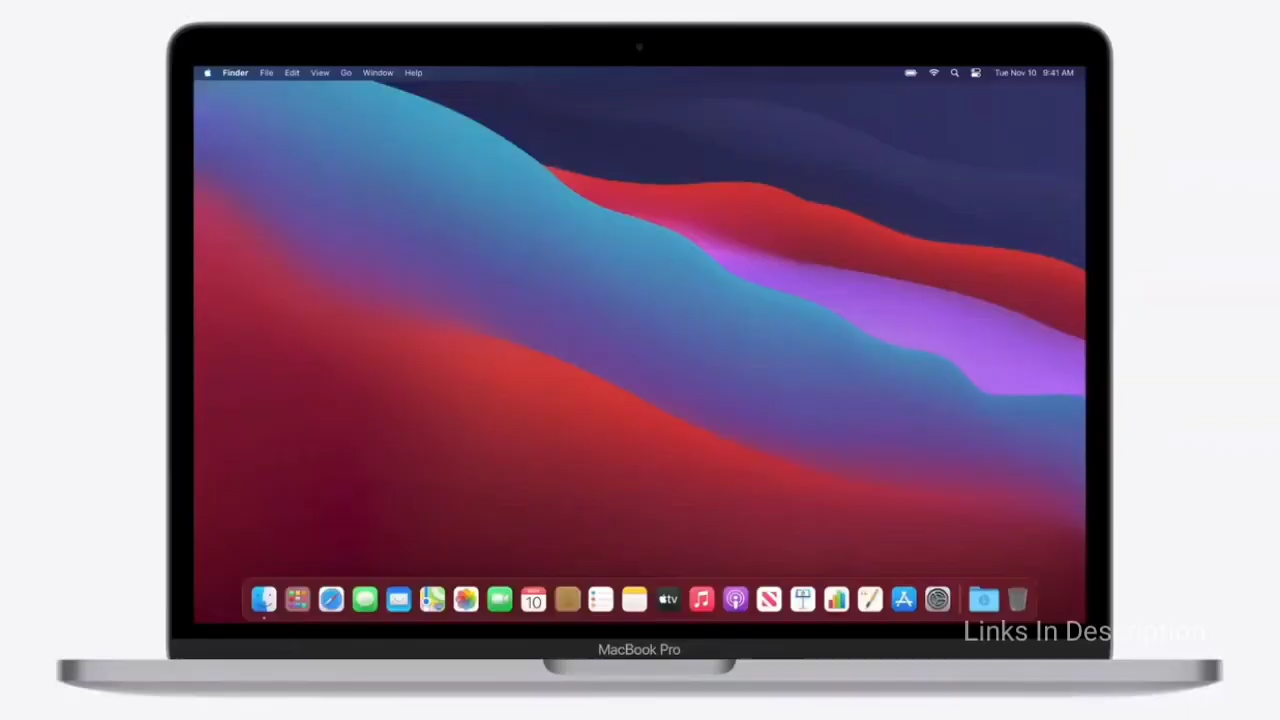 Finder File Edit View Go Window Help
Tue Nov 10 9:41 AM
10
tv
Links In Description
MacBook Pro